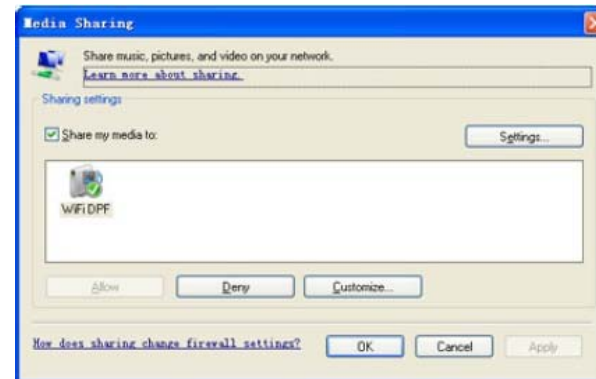 Media Sharing
Share music, pictures, and video on your network.
Learn more about sharing.
Sharing settings
Share my media to:
Settings...
WiFi DPF
Allow
Deny
Customize...
How does sharing change firewall settings?
OK
Cancel
Apply